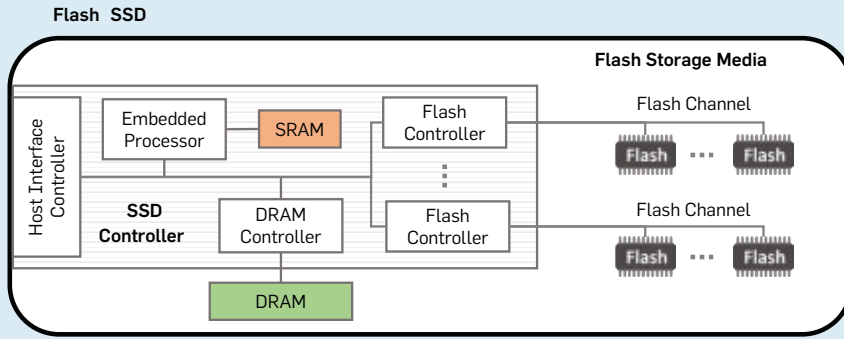 Flash SSD
Flash Storage Media
Host Interface
Controller
Embedded
Processor
SRAM
Flash
Controller
Flash Channel
Flash
Flash
SSD
Controller
DRAM
Controller
Flash
Controller
Flash Channel
Flash
Flash
DRAM